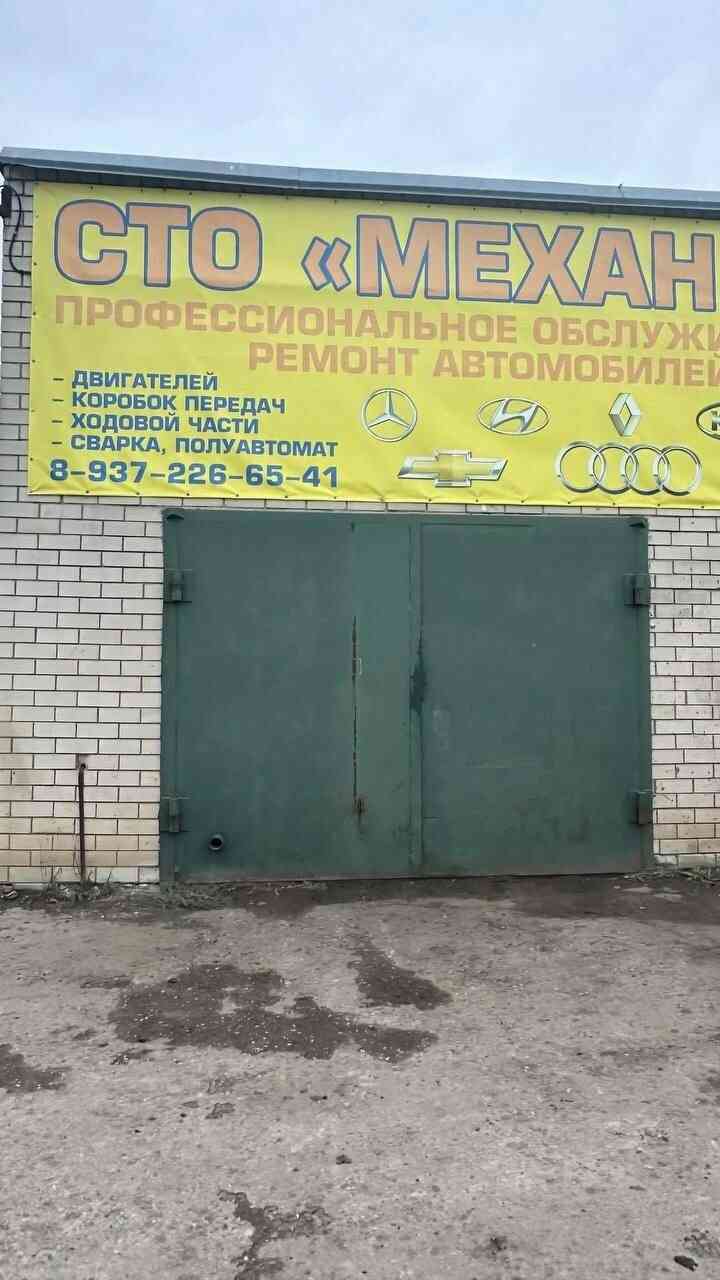 СТО «МЕХАН
ПРОФЕССИОНАЛЬНОЕ ОБСЛУЖИ
РЕМОНТ АВТОМОБИЛЕЙ
- ДВИГАТЕЛЕЙ
- КОРОБОК ПЕРЕДАЧ
- ХОДОВОЙ ЧАСТИ
- СВАРКА, ПОЛУАВТОМАТ
8-937-226-65-41